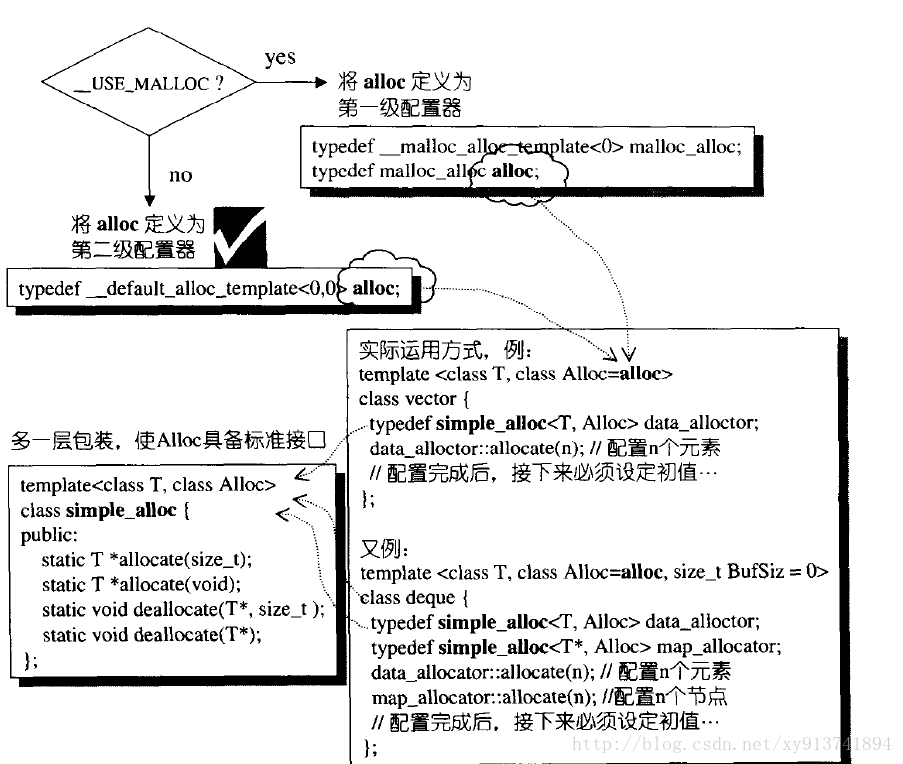 __USE_MALLOC ?
yes
将 alloc 定义为
第一级配置器
typedef __malloc_alloc_template<0> malloc_alloc;
typedef malloc_alloc alloc;
no
将 alloc 定义为
第二级配置器
typedef __default_alloc_template<0,0> alloc;
实际运用方式，例：
template <class T, class Alloc=alloc>
class vector {
typedef simple_alloc<T, Alloc> data_alloctor;
data_alloctor::allocate(n); // 配置n个元素
// 配置完成后，接下来必须设定初值…
};
又例：
template <class T, class Alloc=alloc, size_t BufSiz = 0>
class deque {
typedef simple_alloc<T, Alloc> data_alloctor;
typedef simple_alloc<T*, Alloc> map_allocator;
data_allocator::allocate(n); // 配置n个元素
map_allocator::allocate(n); //配置n个节点
// 配置完成后，接下来必须设定初值…
};
多一层包装，使Alloc具备标准接口
template<class T, class Alloc>
class simple_alloc {
public:
static T *allocate(size_t);
static T *allocate(void);
static void deallocate(T*, size_t );
static void deallocate(T*);
};
http://blog.csdn.net/xy913741894